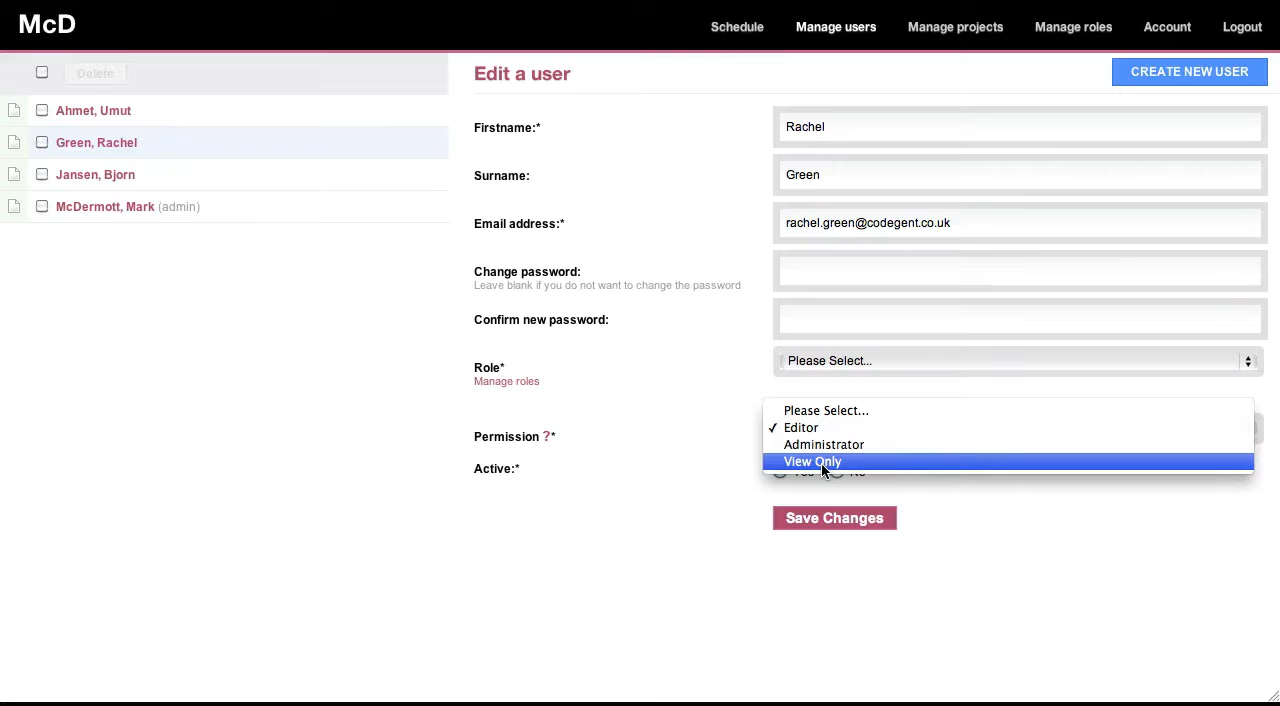 McD
Schedule
Manage users
Manage projects
Manage roles
Account
Logout
Delete
Ahmet, Umut
Green, Rachel
Jansen, Bjorn
McDermott, Mark (admin)
Edit a user
CREATE NEW USER
Firstname:*
Rachel
Surname:
Green
Email address:*
rachel.green@codegent.co.uk
Change password:
Leave blank if you do not want to change the password
Confirm new password:
Role*
Manage roles
Please Select...
Permission ?*
Please Select...
✓ Editor
Administrator
View Only
Active:*
Yes
No
Save Changes